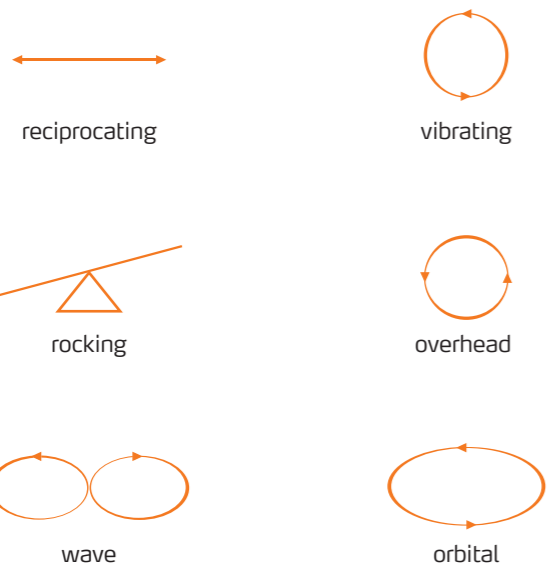 reciprocating
vibrating
rocking
overhead
wave
orbital